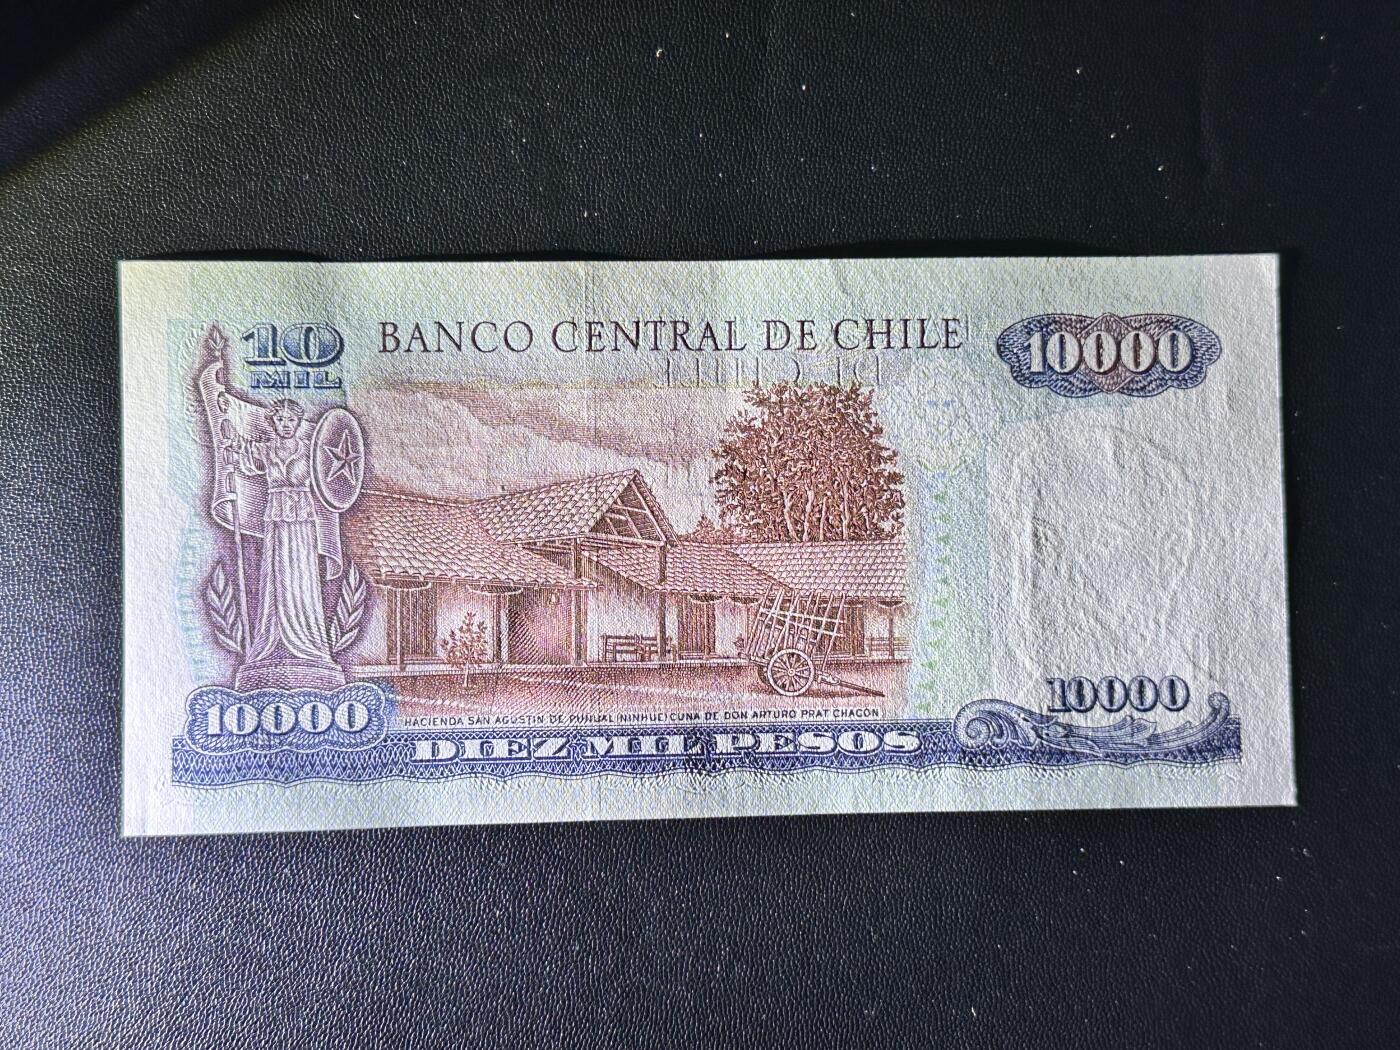 10
MIL
BANCO CENTRAL DE CHILE
10000
10000
HACIENDA SAN AGUSTIN DE PUÑUAL (NINHUE) CUNA DE DON ARTURO PRAT CHACON
DIEZ MIL PESOS
10000